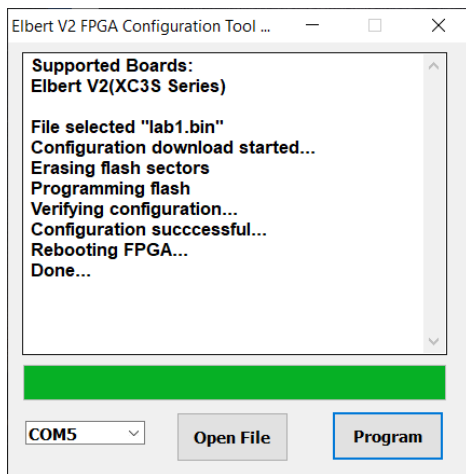 Elbert V2 FPGA Configuration Tool ...
Supported Boards:
Elbert V2(XC3S Series)
File selected "lab1.bin"
Configuration download started...
Erasing flash sectors
Programming flash
Verifying configuration...
Configuration succcessful...
Rebooting FPGA...
Done...
COM5
Open File
Program